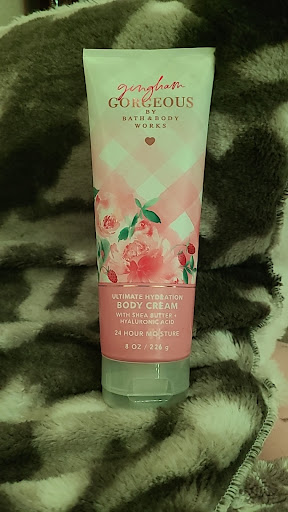 gingham
GORGEOUS
BY
BATH & BODY
WORKS
ULTIMATE HYDRATION
BODY CREAM
WITH SHEA BUTTER +
HYALURONIC ACID
24 HOUR MOISTURE
8 OZ / 226 g